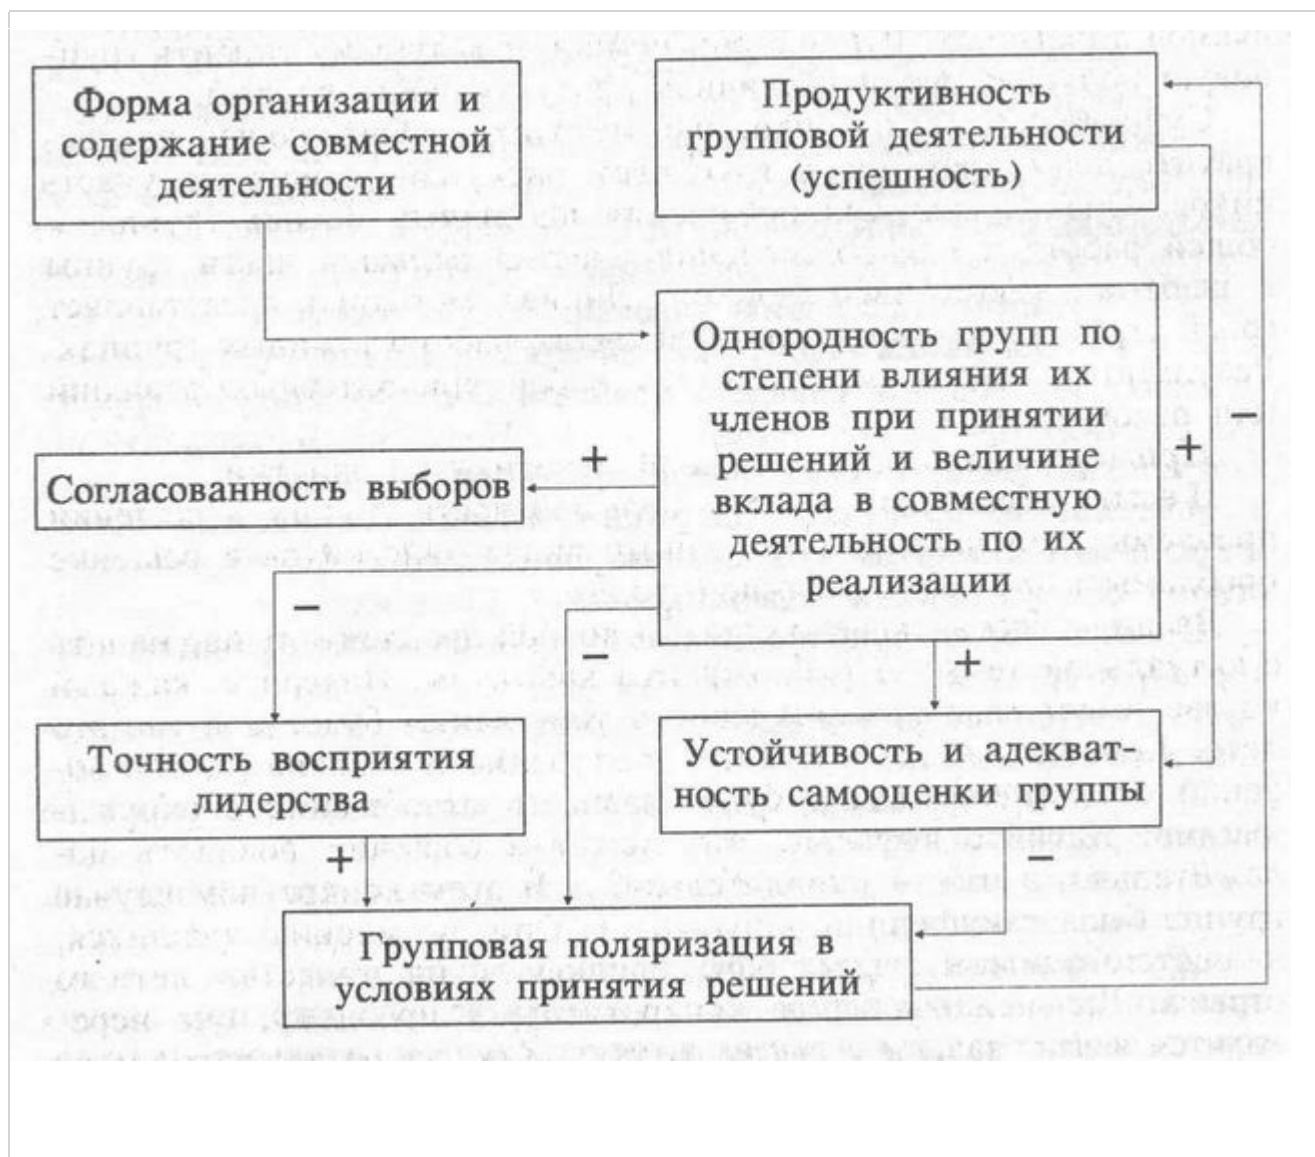 Форма организации и
содержание совместной
деятельности
Продуктивность
групповой деятельности
(успешность)
Однородность групп по
степени влияния их
членов при принятии
решений и величине
вклада в совместную
деятельность по их
реализации
−
+
+
Согласованность выборов
−
−
+
Точность восприятия
лидерства
Устойчивость и адекват-
ность самооценки группы
+
−
Групповая поляризация в
условиях принятия решений